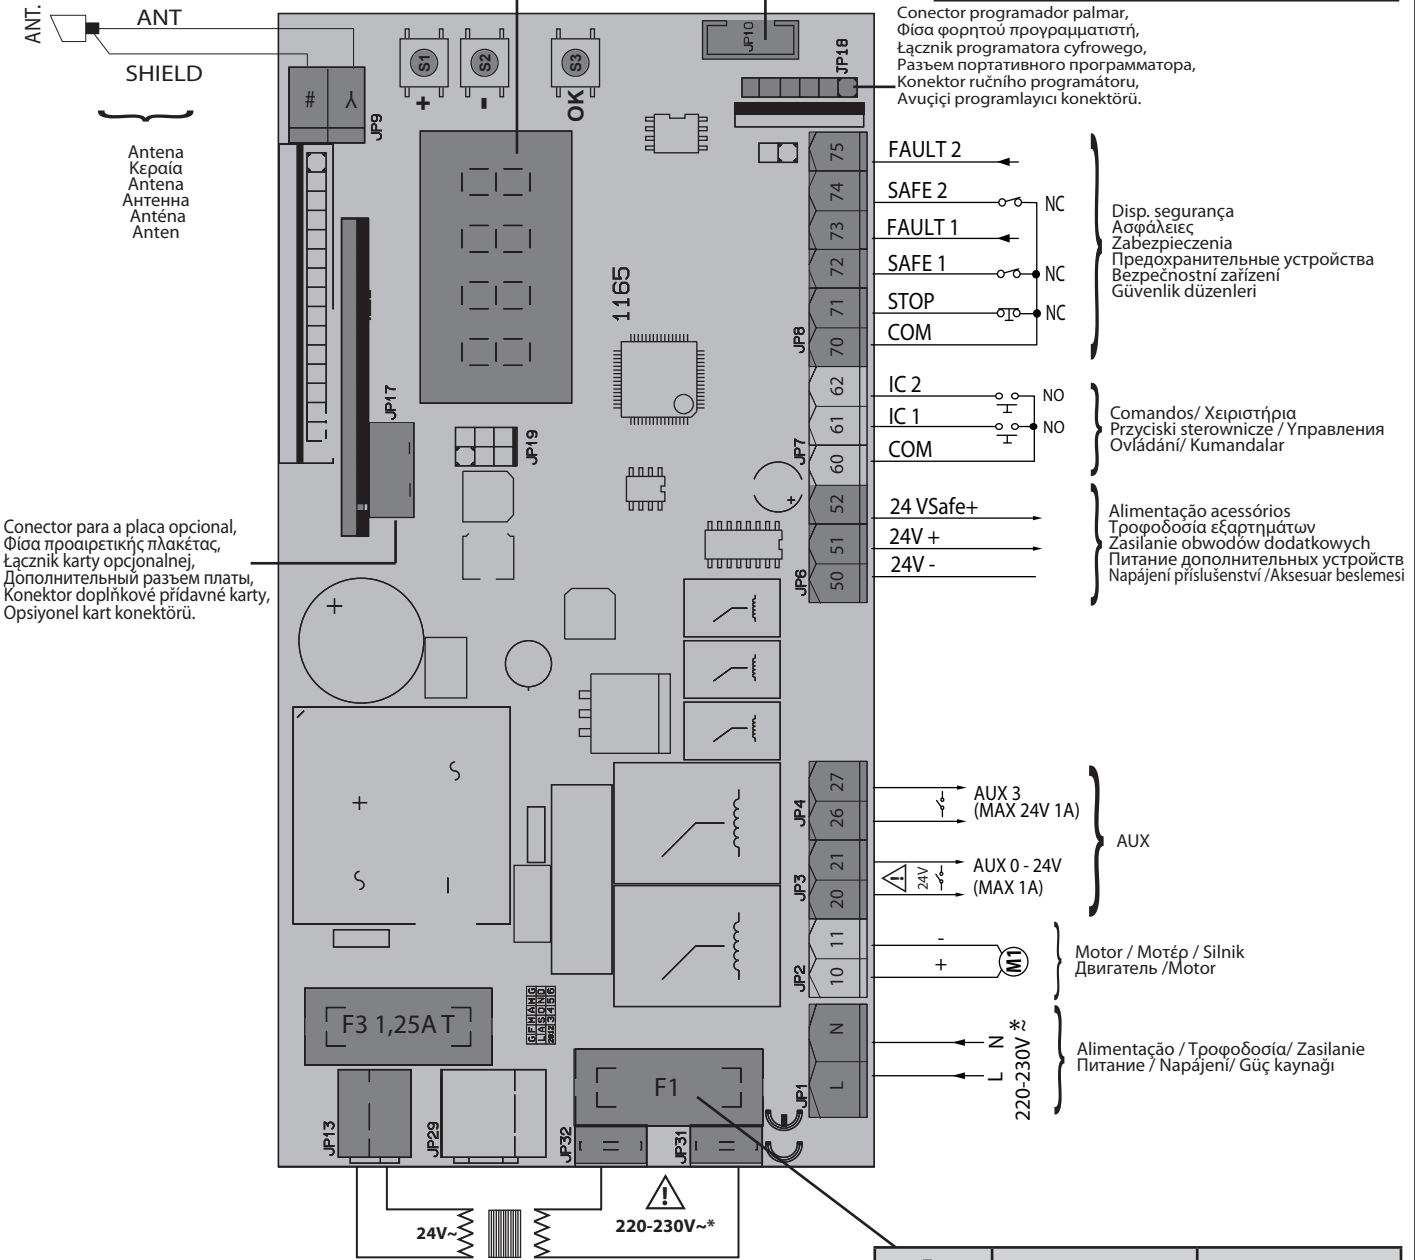 ANT.
ANT
SHIELD
Antena
Κεραία
Antena
Антенна
Anténa
Anten
#
Y
JP9
S1
S2
S3
+
-
OK
JP10
JP18
Conector programador palmar,
Φίσα φορητού προγραμματιστή,
Łącznik programatora cyfrowego,
Разъем портативного программатора,
Konektor ručního programátoru,
Avuçiçi programlayıcı konektörü.
1165
JP17
JP19
Conector para a placa opcional,
Φίσα προαιρετικής πλακέτας,
Łącznik karty opcjonalnej,
Дополнительный разъем платы,
Konektor doplňkové přídavné karty,
Opsiyonel kart konektörü.
JP8
75
74
73
72
71
70
FAULT 2
SAFE 2
NC
FAULT 1
SAFE 1
NC
STOP
NC
COM
Disp. segurança
Ασφάλειες
Zabezpieczenia
Предохранительные устройства
Bezpečnostní zařízení
Güvenlik düzenleri
JP7
62
61
60
IC 2
NO
IC 1
NO
COM
Comandos/ Χειριστήρια
Przyciski sterownicze / Управления
Ovládání/ Kumandalar
JP6
52
51
50
24 VSafe+
24V +
24V -
Alimentação acessórios
Τροφοδοσία εξαρτημάτων
Zasilanie obwodów dodatkowych
Питание дополнительных устройств
Napájení příslušenství /Aksesuar beslemesi
+
+
+
JP4
27
26
AUX 3
(MAX 24V 1A)
JP3
21
20
24V
AUX 0 - 24V
(MAX 1A)
AUX
JP2
11
10
-
+
M1
Motor / Μοτέρ / Silnik
Двигатель /Motor
JP1
N
L
N
L
220-230V ~*
Alimentação / Τροφοδοσία/ Zasilanie
Питание / Napájení/ Güç kaynağı
F3 1,25A T
GFMAMG
LASOND
2012 3 4 5 6
F1
JP13
JP29
JP32
JP31
24V~
220-230V~*